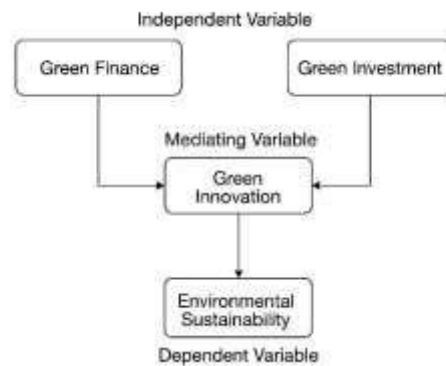 Independent Variable
Green Finance
Green Investment
Mediating Variable
Green
Innovation
Environmental
Sustainability
Dependent Variable